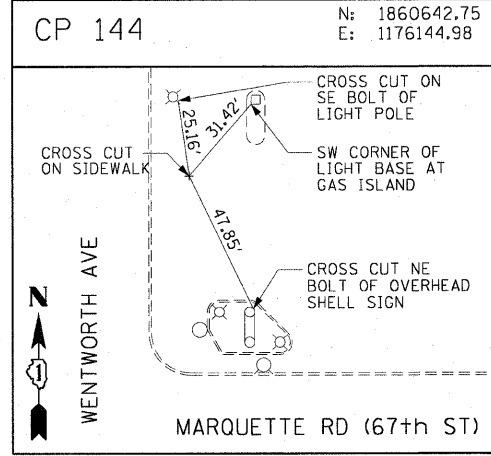 CP 144
N: 1860642.75
E: 1176144.98
CROSS CUT ON
SE BOLT OF
LIGHT POLE
25.16'
31.42'
CROSS CUT
ON SIDEWALK
SW CORNER OF
LIGHT BASE AT
GAS ISLAND
47.85'
CROSS CUT NE
BOLT OF OVERHEAD
SHELL SIGN
WENTWORTH AVE
N
1
MARQUETTE RD (67th ST)